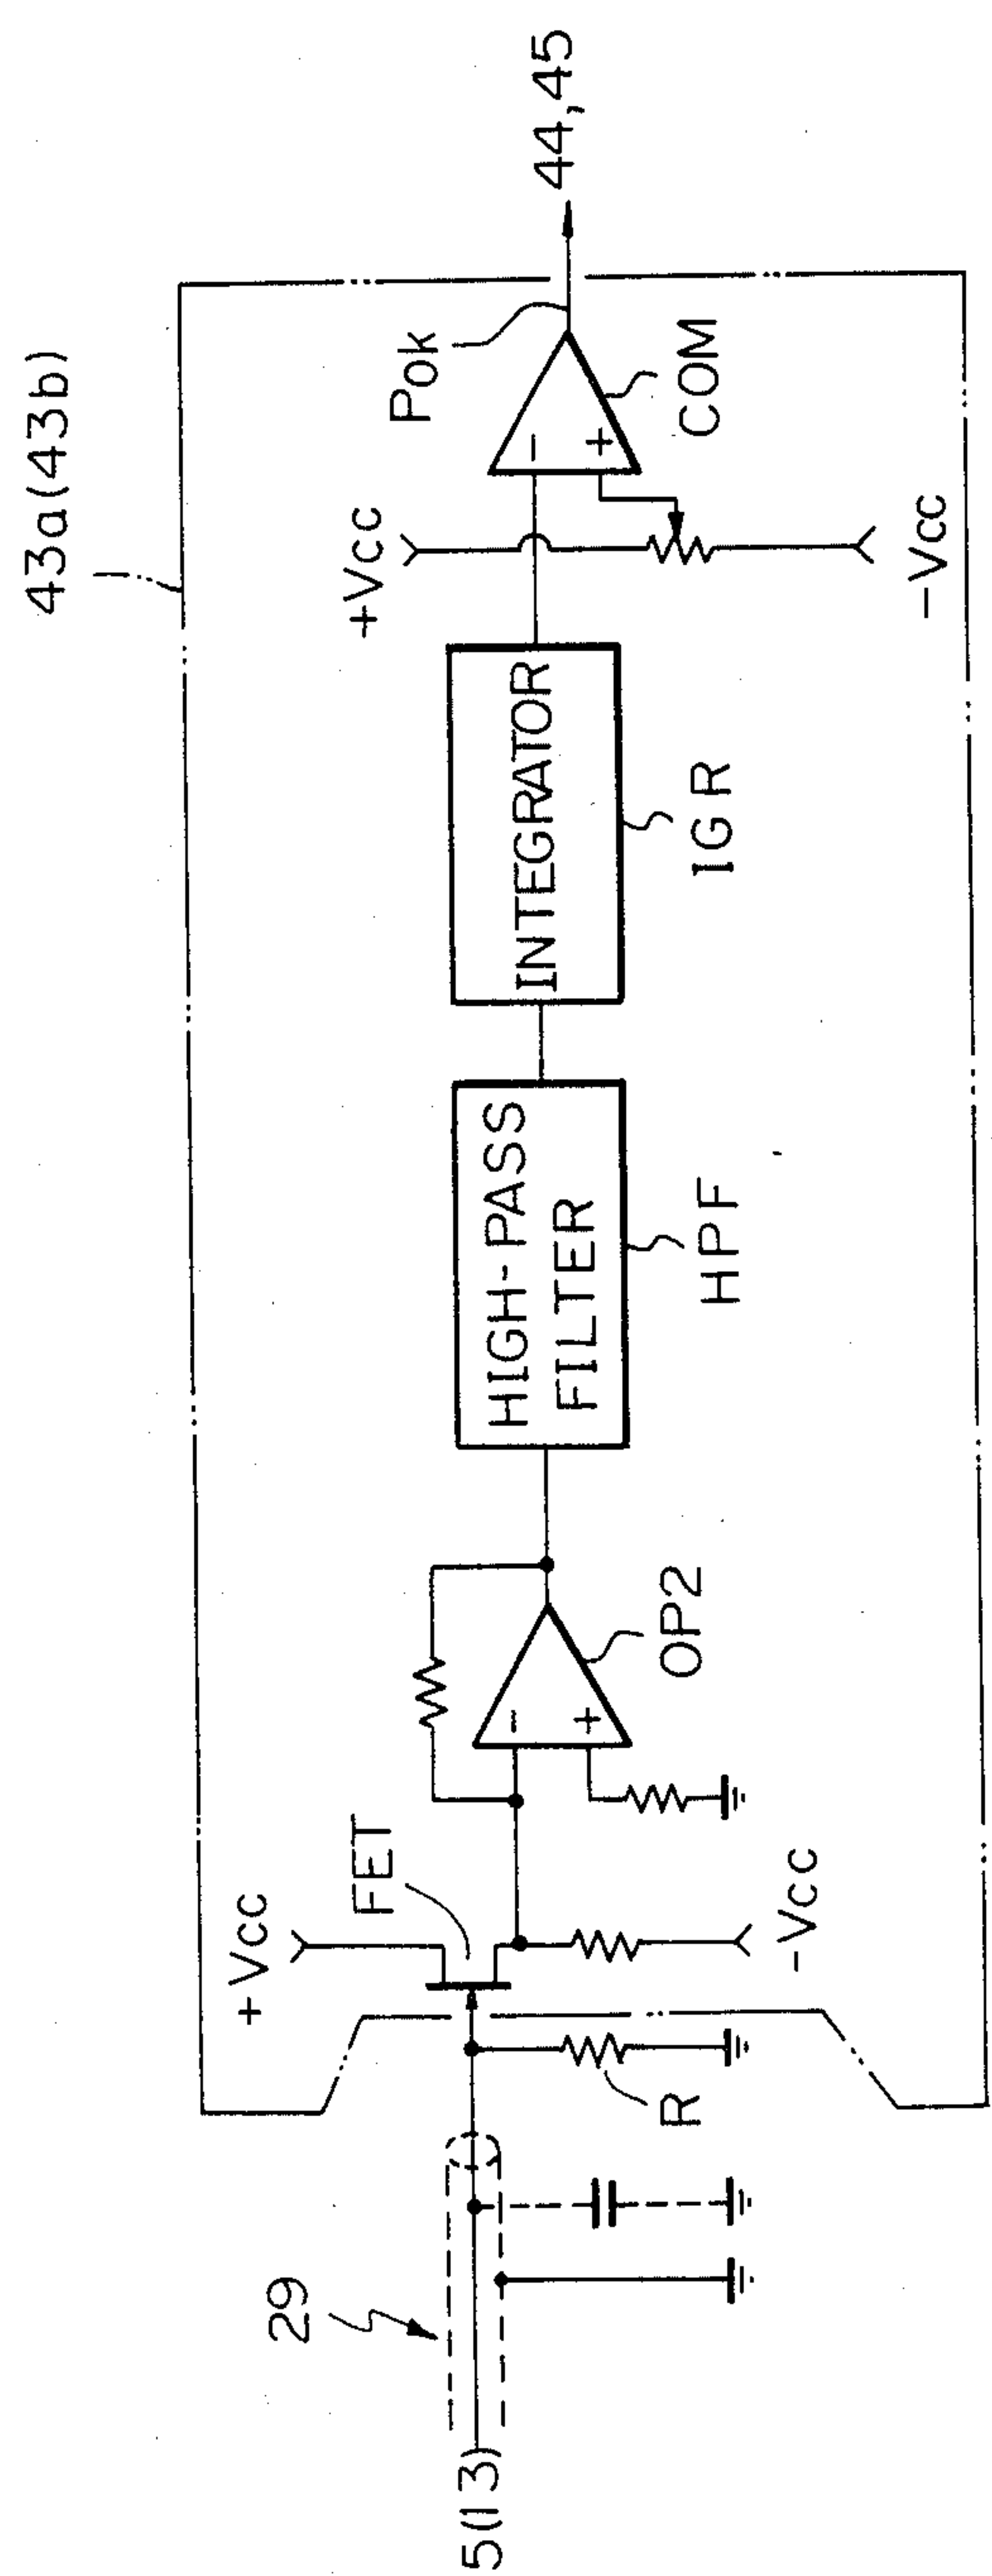 43a(43b)
5(13)
29
R
+Vcc
FET
-Vcc
-
+
OP2
HIGH-PASS
FILTER
HPF
INTEGRATOR
IGR
+Vcc
-Vcc
-
+
COM
Pok
44,45